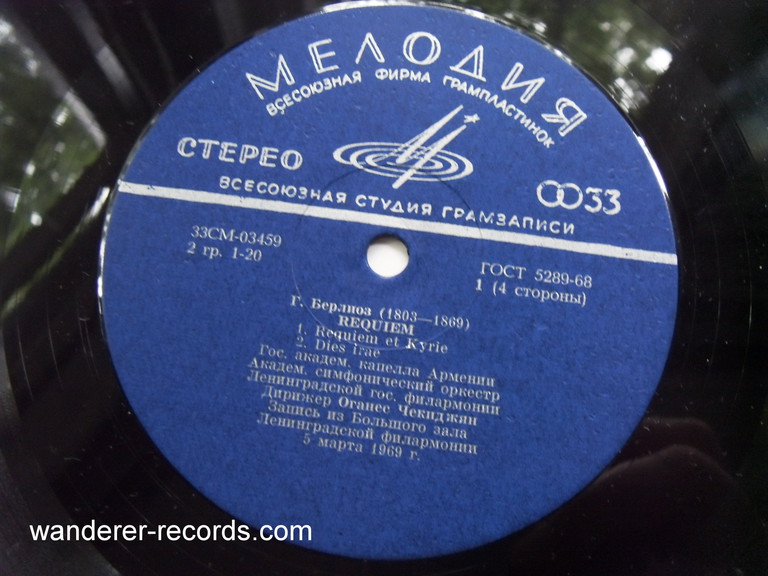 МЕЛОДИЯ
ВСЕСОЮЗНАЯ ФИРМА ГРАМПЛАСТИНОК
СТЕРЕО
33
ВСЕСОЮЗНАЯ СТУДИЯ ГРАМЗАПИСИ
33СМ-03459
2 гр. 1-20
ГОСТ 5289-68
1 (4 стороны)
Г. Берлиоз (1803—1869)
REQUIEM
1. Requiem et Kyrie
2. Dies irae
Гос. академ. капелла Армении
Академ. симфонический оркестр
Ленинградской гос. филармонии
Дирижер Оганес Чекиджян
Запись из Большого зала
Ленинградской филармонии
5 марта 1969 г.
wanderer-records.com